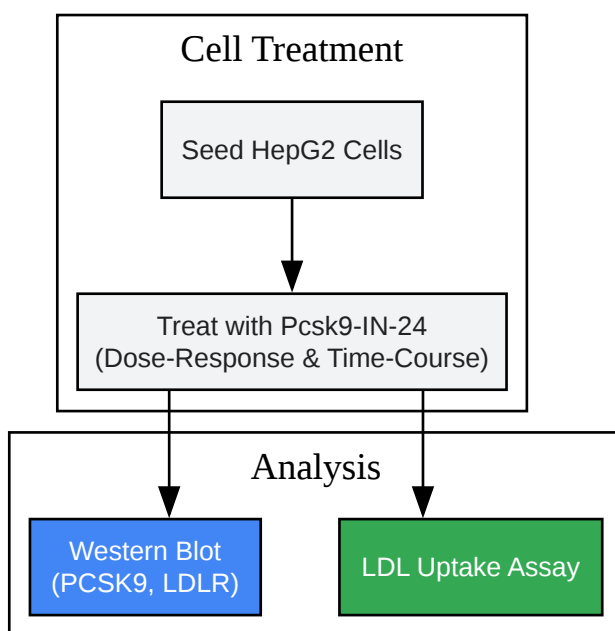 Cell Treatment
Seed HepG2 Cells
Treat with Pcsk9-IN-24
(Dose-Response & Time-Course)
Analysis
Western Blot
(PCSK9, LDLR)
LDL Uptake Assay